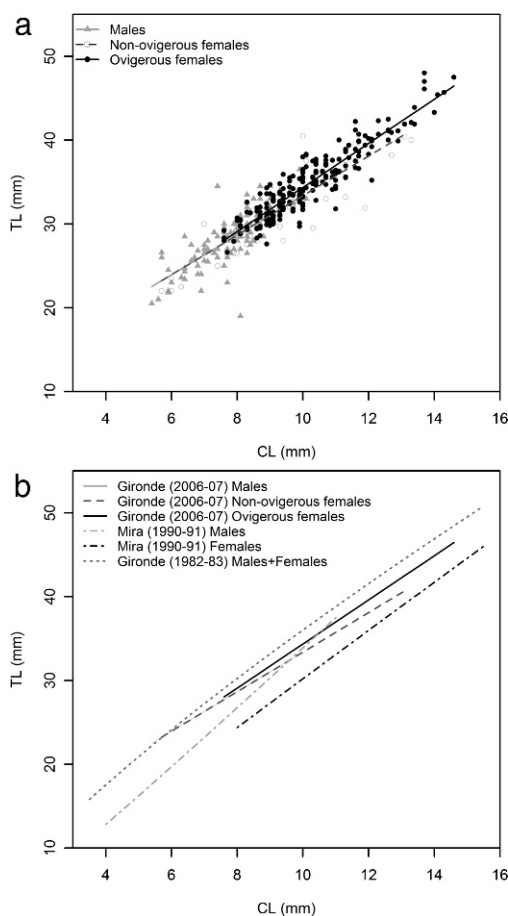 a
Males
Non-ovigerous females
Ovigerous females
50
40
30
20
10
TL (mm)
4 6 8 10 12 14 16
CL (mm)
b
Gironde (2006-07) Males
Gironde (2006-07) Non-ovigerous females
Gironde (2006-07) Ovigerous females
Mira (1990-91) Males
Mira (1990-91) Females
Gironde (1982-83) Males+Females
50
40
30
20
10
TL (mm)
4 6 8 10 12 14 16
CL (mm)